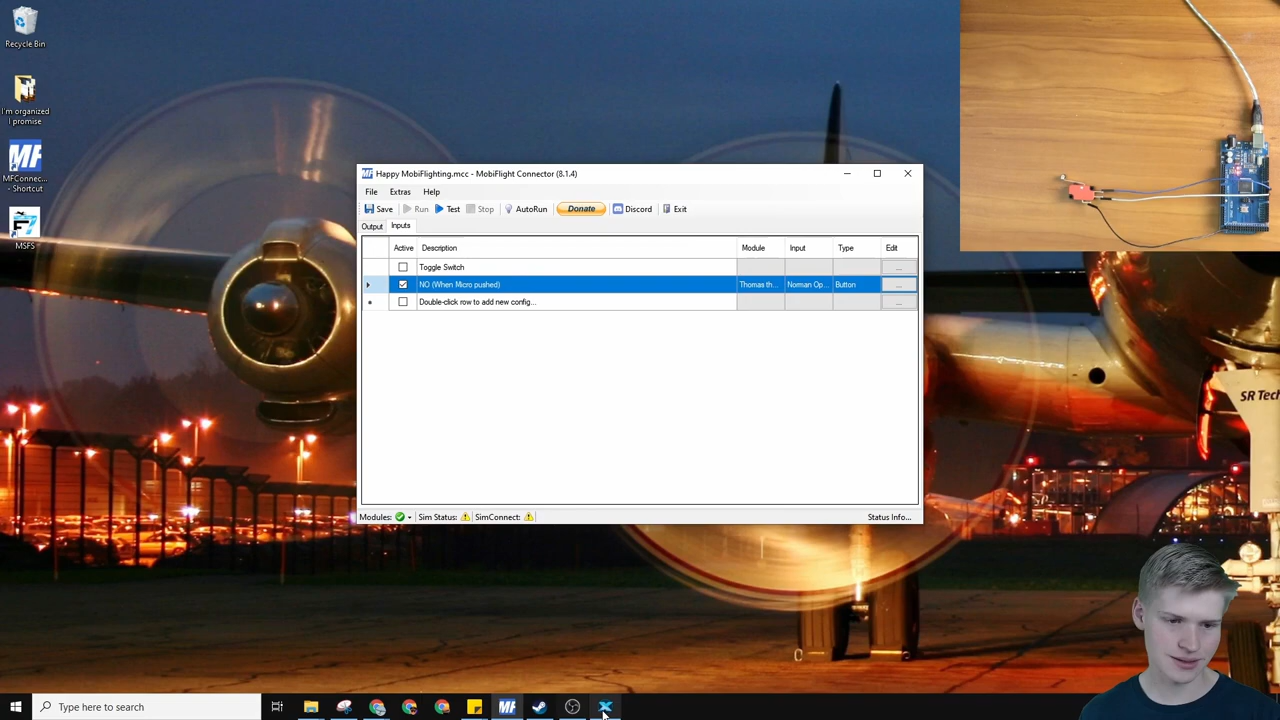 Recycle Bin
I'm organized
I promise
MF
MFConnec...
- Shortcut
MSFS
MF Happy MobiFlighting.mcc - MobiFlight Connector (8.1.4)
File Extras Help
Save Run Test Stop AutoRun Donate Discord Exit
Output Inputs
Active Description Module Input Type Edit
Toggle Switch ...
NO (When Micro pushed) Thomas th... Norman Op... Button ...
Double-click row to add new config... ...
Modules: Sim Status: SimConnect: Status Info...
SR Tech
Type here to search
MF